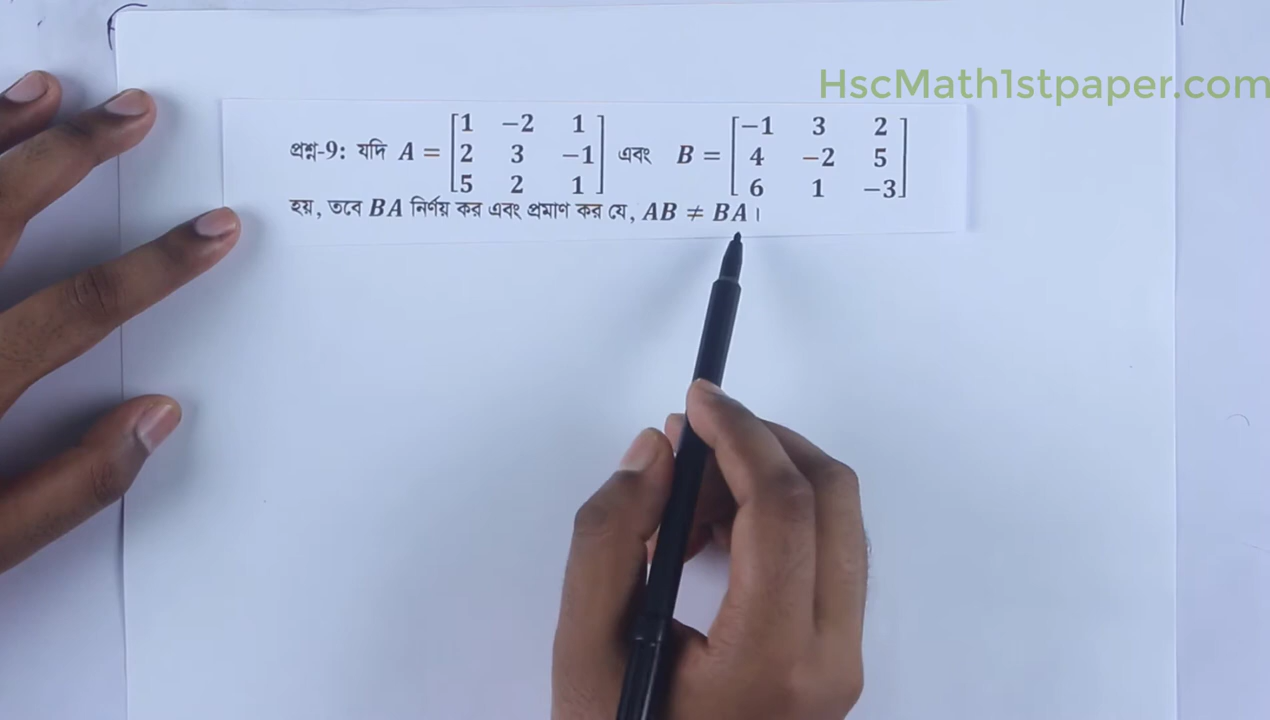 HscMath1stpaper.com
প্রশ্ন-9: যদি A = [1 −2 1; 2 3 −1; 5 2 1] এবং B = [−1 3 2; 4 −2 5; 6 1 −3]
হয়, তবে BA নির্ণয় কর এবং প্রমাণ কর যে, AB ≠ BA।